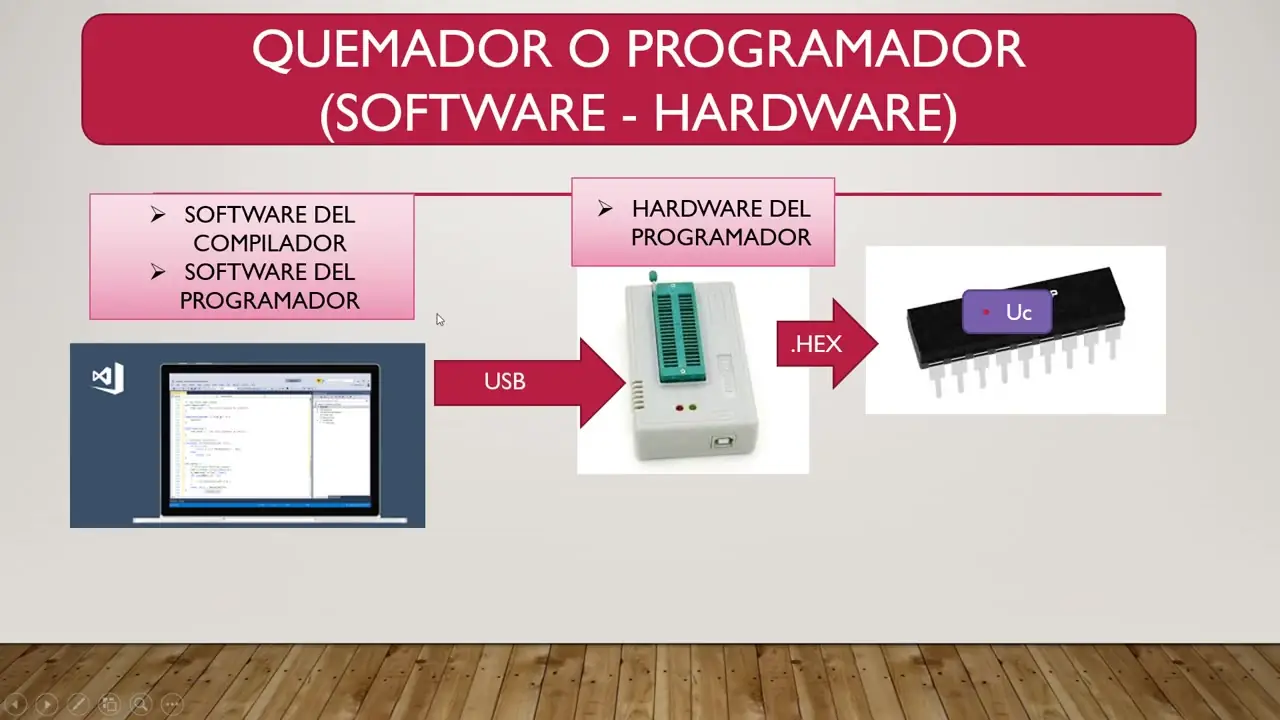 QUEMADOR O PROGRAMADOR
(SOFTWARE - HARDWARE)
➢ SOFTWARE DEL
COMPILADOR
➢ SOFTWARE DEL
PROGRAMADOR
➢ HARDWARE DEL
PROGRAMADOR
USB
.HEX
Uc